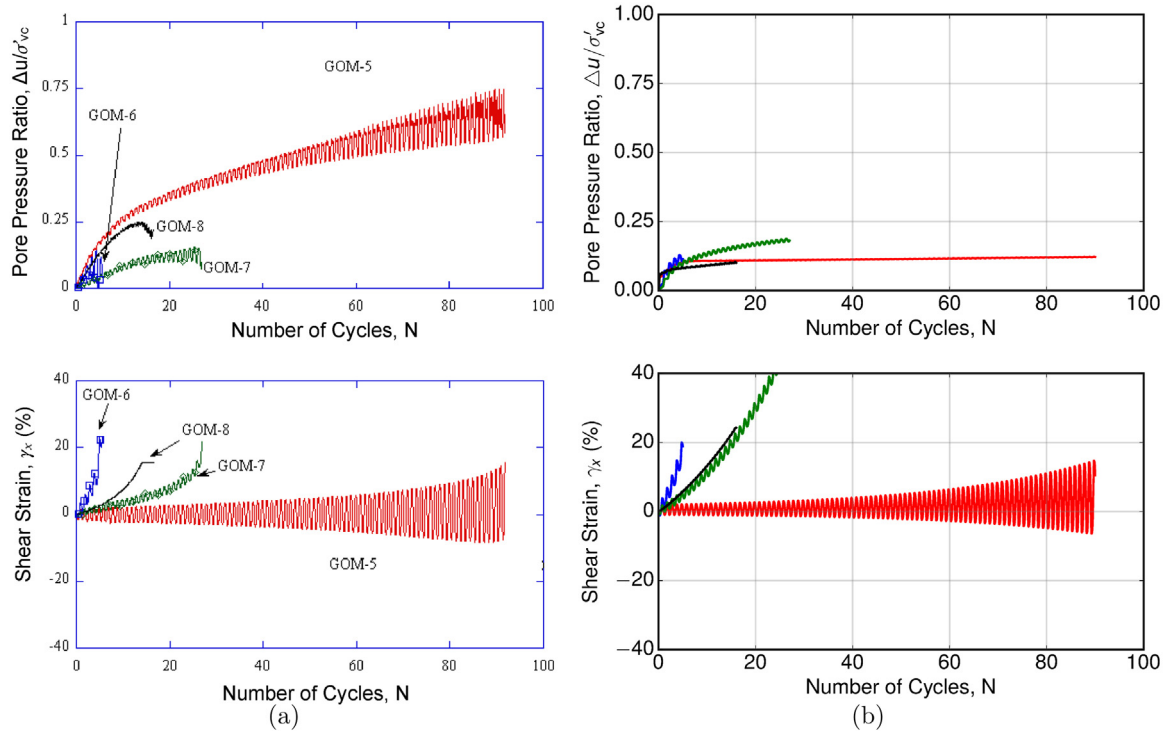 Pore Pressure Ratio, Δu/σ'vc
1
0.75
0.5
0.25
0
GOM-5
GOM-6
GOM-8
GOM-7
0 20 40 60 80 100
Number of Cycles, N
Pore Pressure Ratio, △u/σ′vc
1.00
0.75
0.50
0.25
0.00
0 20 40 60 80 100
Number of Cycles, N
Shear Strain, γx (%)
40
20
0
-20
-40
GOM-6
GOM-8
GOM-7
GOM-5
0 20 40 60 80 100
Number of Cycles, N
(a)
Shear Strain, γx (%)
40
20
0
−20
−40
0 20 40 60 80 100
Number of Cycles, N
(b)